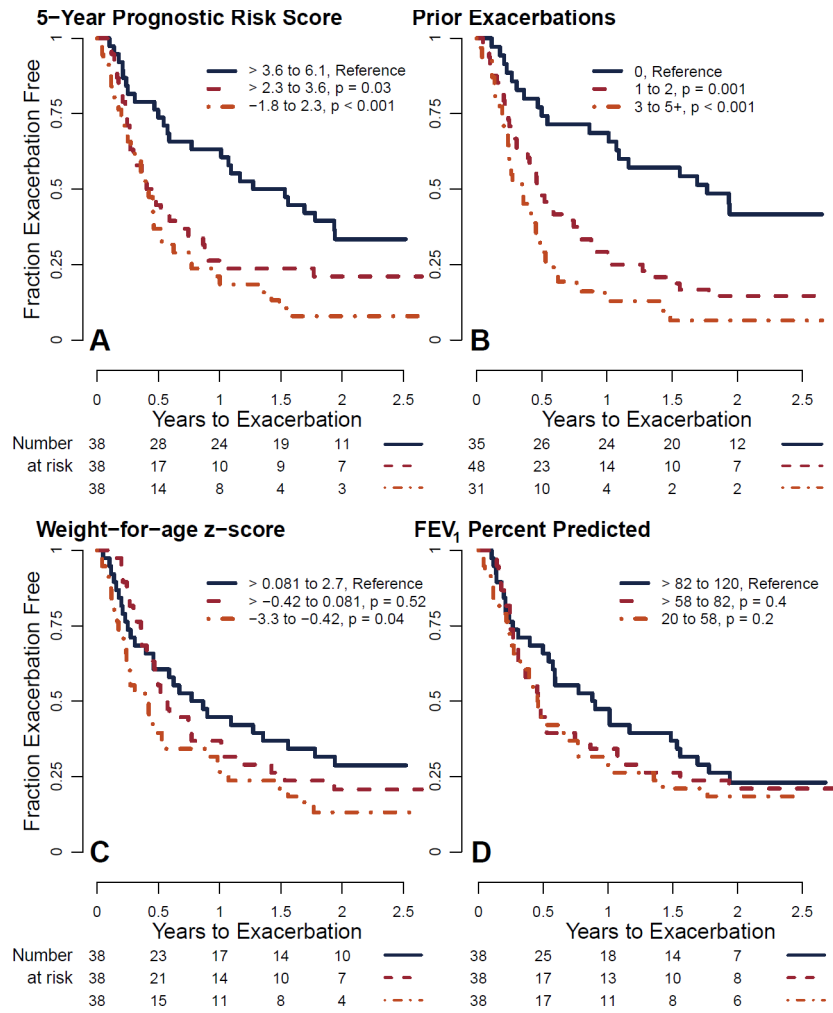 5−Year Prognostic Risk Score
Fraction Exacerbation Free
1
0.75
0.5
0.25
0
> 3.6 to 6.1, Reference
> 2.3 to 3.6, p = 0.03
−1.8 to 2.3, p < 0.001
A
0 0.5 1 1.5 2 2.5
Years to Exacerbation
Number 38 28 24 19 11
at risk 38 17 10 9 7
38 14 8 4 3
Prior Exacerbations
1
0.75
0.5
0.25
0
0, Reference
1 to 2, p = 0.001
3 to 5+, p < 0.001
B
0 0.5 1 1.5 2 2.5
Years to Exacerbation
35 26 24 20 12
48 23 14 10 7
31 10 4 2 2
Weight−for−age z−score
Fraction Exacerbation Free
1
0.75
0.5
0.25
0
> 0.081 to 2.7, Reference
> −0.42 to 0.081, p = 0.52
−3.3 to −0.42, p = 0.04
C
0 0.5 1 1.5 2 2.5
Years to Exacerbation
Number 38 23 17 14 10
at risk 38 21 14 10 7
38 15 11 8 4
FEV₁ Percent Predicted
1
0.75
0.5
0.25
0
> 82 to 120, Reference
> 58 to 82, p = 0.4
20 to 58, p = 0.2
D
0 0.5 1 1.5 2 2.5
Years to Exacerbation
38 25 18 14 7
38 17 13 10 8
38 17 11 8 6